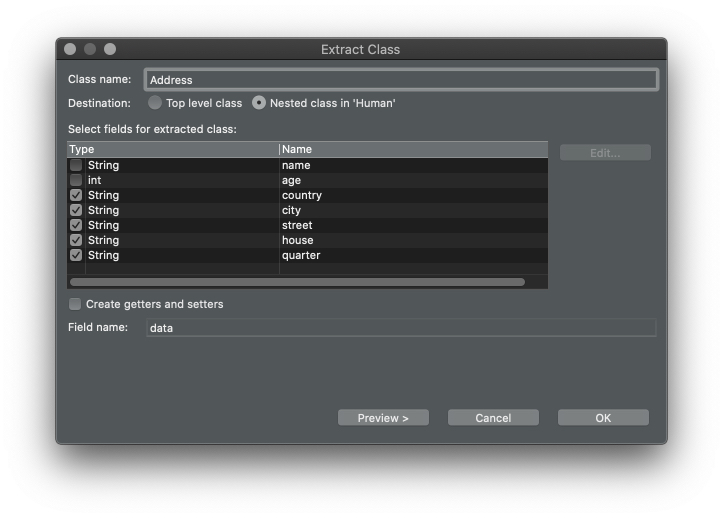 Extract Class
Class name: Address
Destination: Top level class Nested class in 'Human'
Select fields for extracted class:
Type Name
String name Edit...
int age
String country
String city
String street
String house
String quarter
Create getters and setters
Field name: data
Preview > Cancel OK